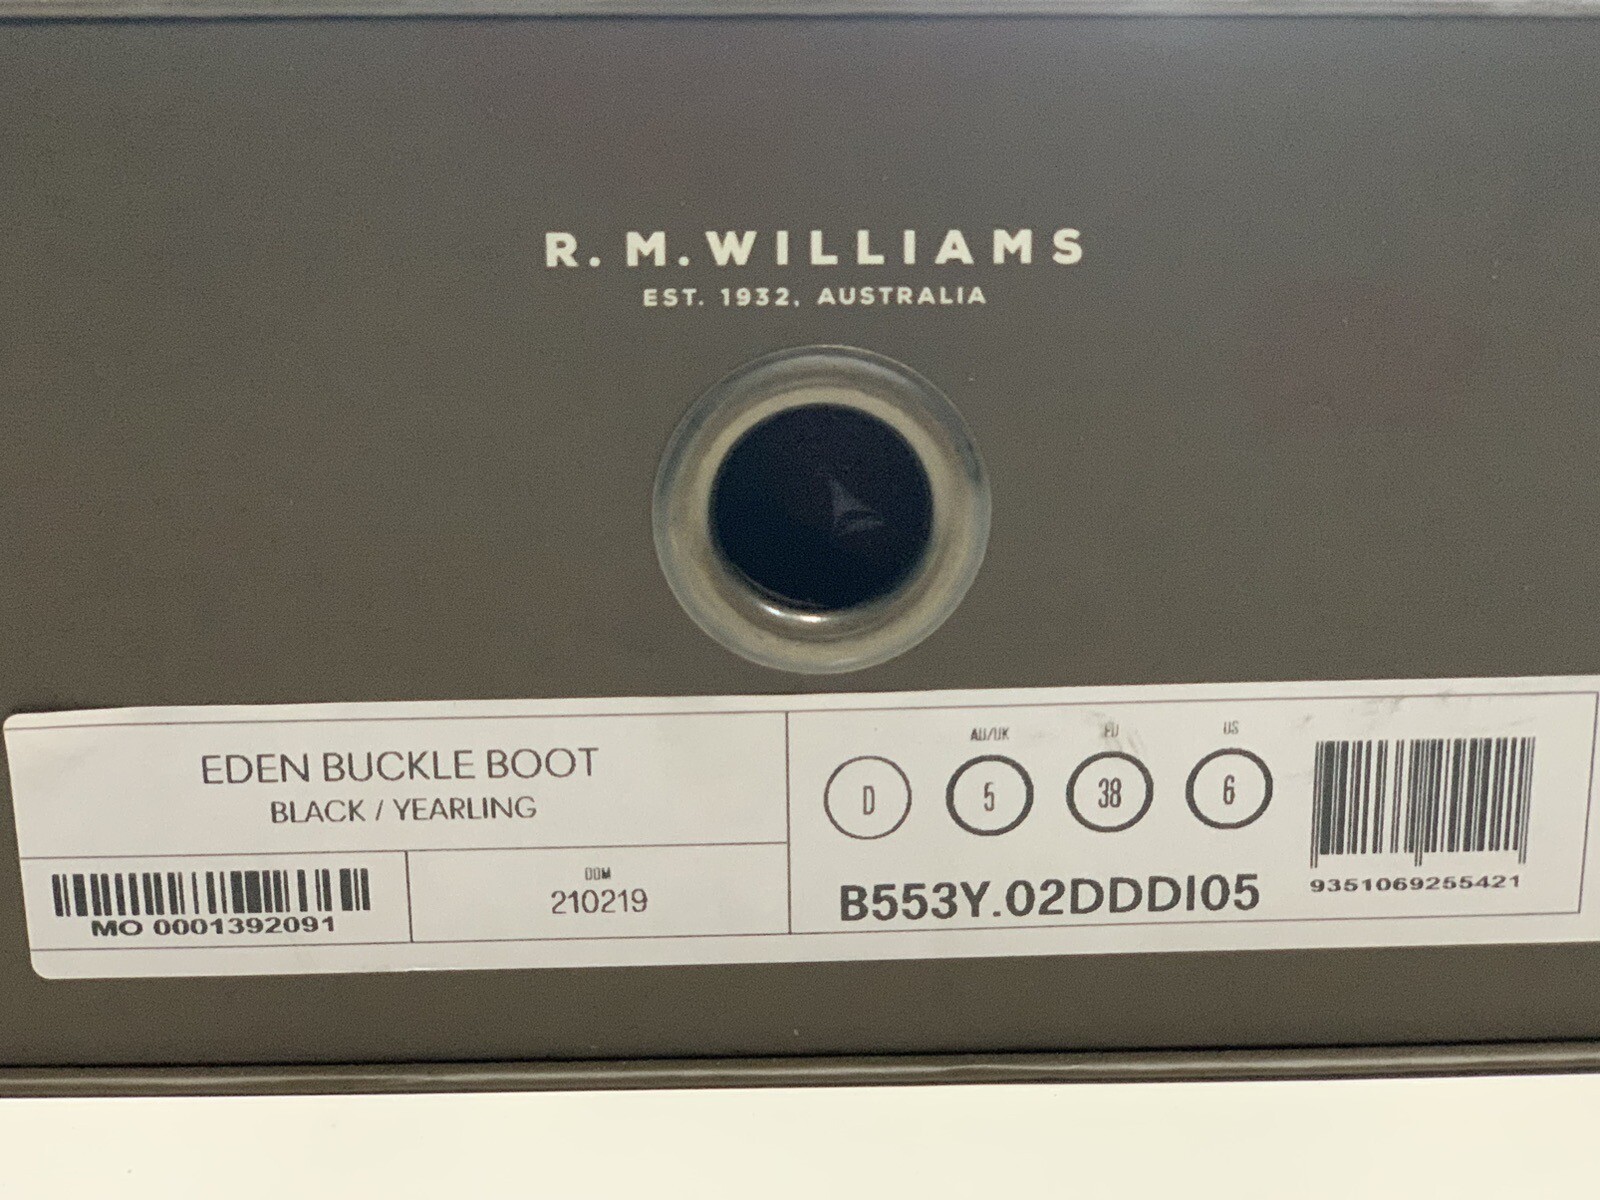 R. M. WILLIAMS
EST. 1932, AUSTRALIA
EDEN BUCKLE BOOT
BLACK / YEARLING
MO 0001392091
DOM
210219
AU/UK
EU
US
D
5
38
6
B553Y.02DDDI05
9351069255421